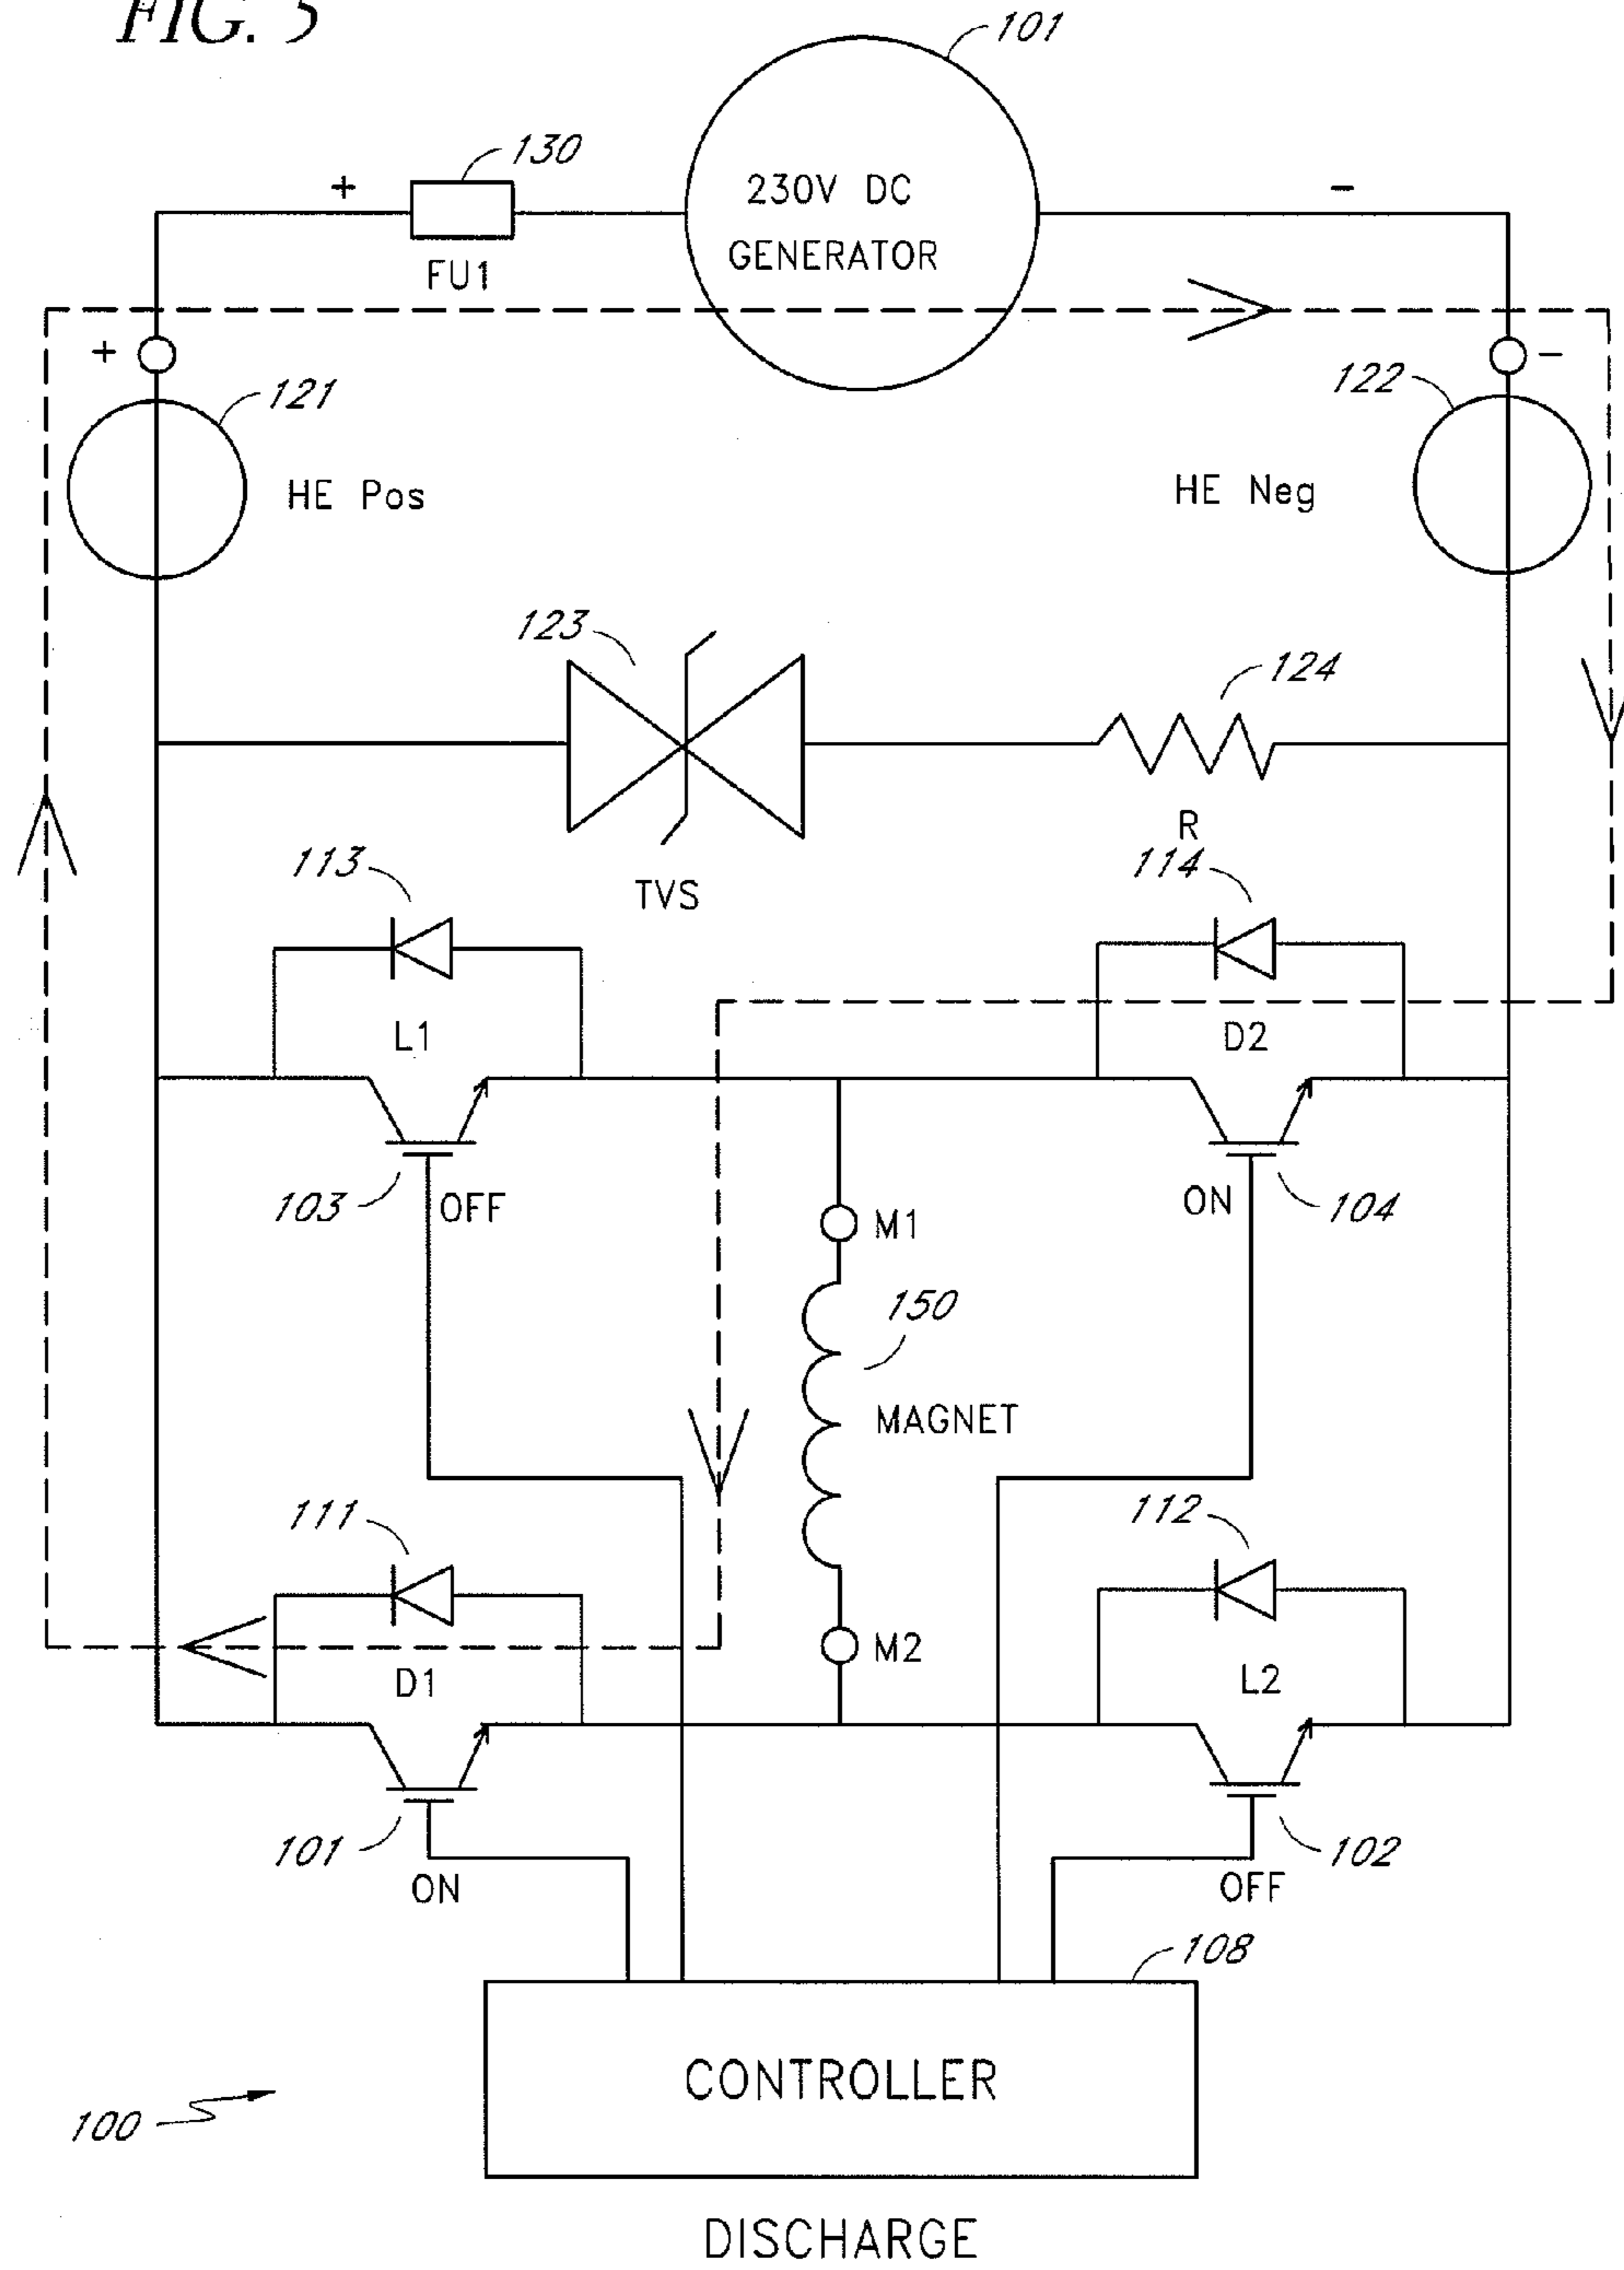 FIG. 5
101
130
+
-
230V DC
GENERATOR
FU1
+
-
121
122
HE Pos
HE Neg
123
124
R
TVS
113
114
L1
D2
103
OFF
ON
104
M1
150
MAGNET
111
112
M2
D1
L2
101
ON
102
OFF
108
CONTROLLER
100
DISCHARGE